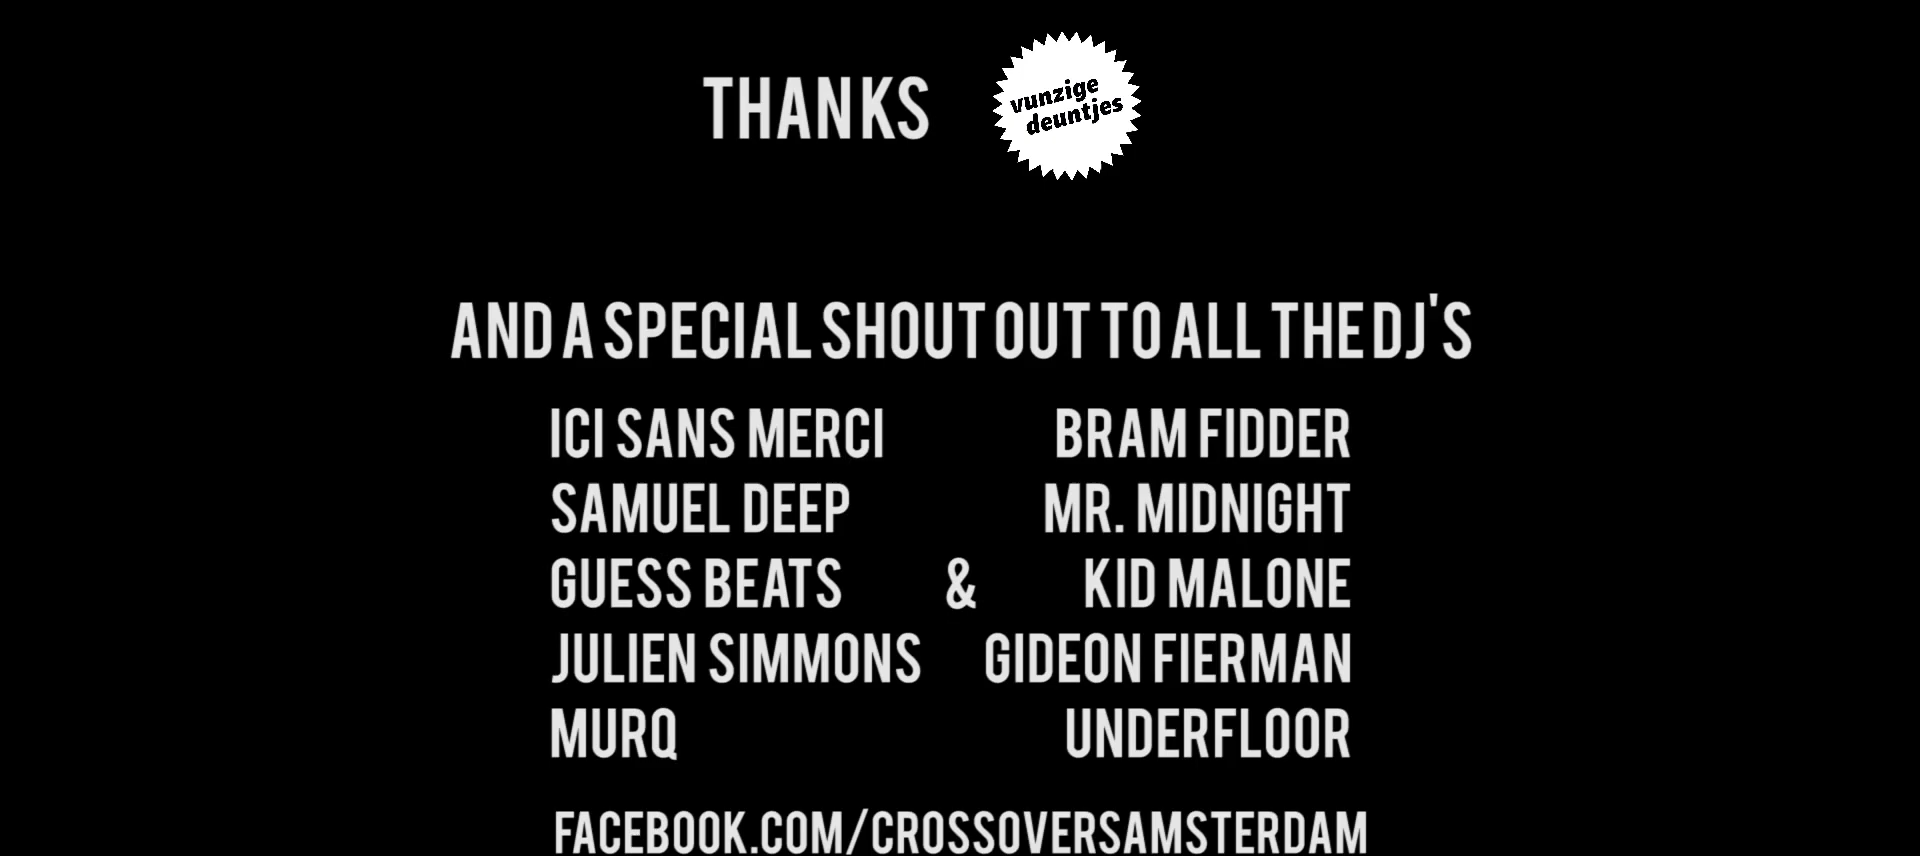 THANKS
vunzige
deuntjes
AND A SPECIAL SHOUT OUT TO ALL THE DJ'S
ICI SANS MERCI BRAM FIDDER
SAMUEL DEEP MR. MIDNIGHT
GUESS BEATS & KID MALONE
JULIEN SIMMONS GIDEON FIERMAN
MURQ UNDERFLOOR
FACEBOOK.COM/CROSSOVERSAMSTERDAM